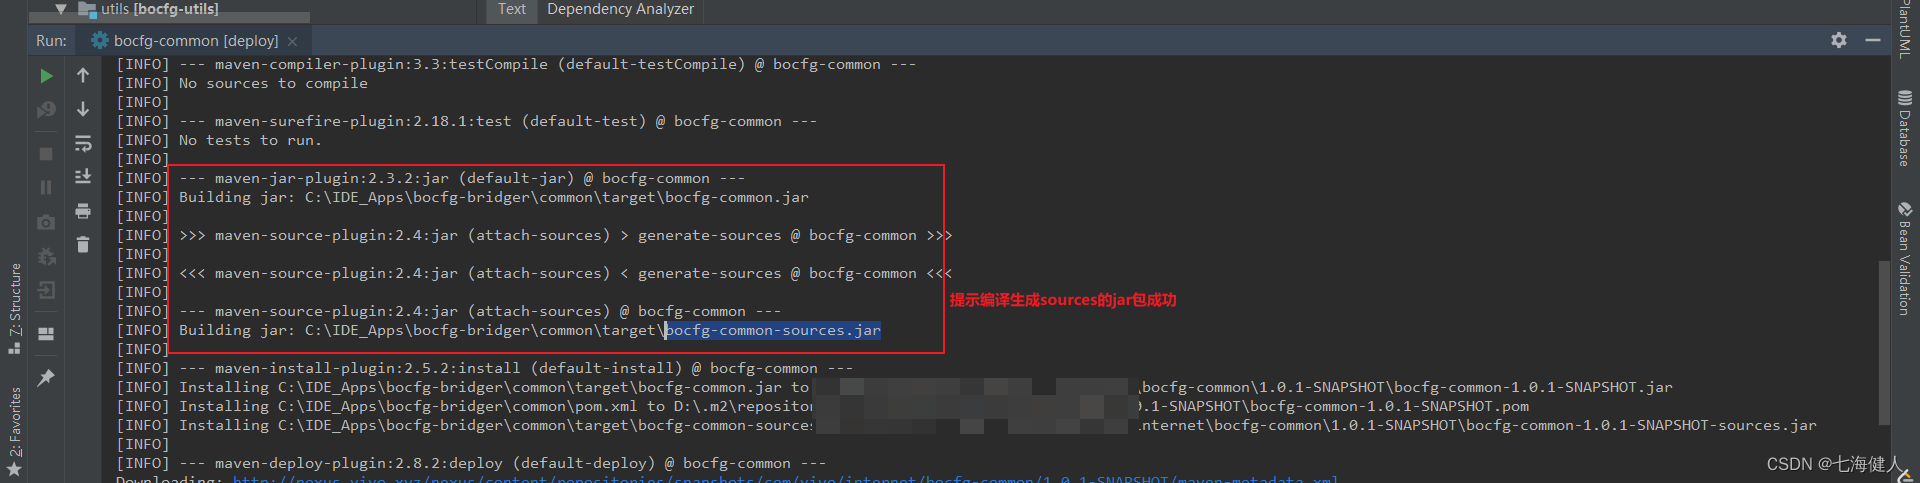 utils [bocfg-utils]
Text Dependency Analyzer
Run: bocfg-common [deploy]
[INFO] --- maven-compiler-plugin:3.3:testCompile (default-testCompile) @ bocfg-common ---
[INFO] No sources to compile
[INFO]
[INFO] --- maven-surefire-plugin:2.18.1:test (default-test) @ bocfg-common ---
[INFO] No tests to run.
[INFO]
[INFO] --- maven-jar-plugin:2.3.2:jar (default-jar) @ bocfg-common ---
[INFO] Building jar: C:\IDE_Apps\bocfg-bridger\common\target\bocfg-common.jar
[INFO]
[INFO] >>> maven-source-plugin:2.4:jar (attach-sources) > generate-sources @ bocfg-common >>>
[INFO]
[INFO] <<< maven-source-plugin:2.4:jar (attach-sources) < generate-sources @ bocfg-common <<<
[INFO]
提示编译生成sources的jar包成功
[INFO] --- maven-source-plugin:2.4:jar (attach-sources) @ bocfg-common ---
[INFO] Building jar: C:\IDE_Apps\bocfg-bridger\common\target\bocfg-common-sources.jar
[INFO]
[INFO] --- maven-install-plugin:2.5.2:install (default-install) @ bocfg-common ---
[INFO] Installing C:\IDE_Apps\bocfg-bridger\common\target\bocfg-common.jar to \bocfg-common\1.0.1-SNAPSHOT\bocfg-common-1.0.1-SNAPSHOT.jar
[INFO] Installing C:\IDE_Apps\bocfg-bridger\common\pom.xml to D:\.m2\repositor .1-SNAPSHOT\bocfg-common-1.0.1-SNAPSHOT.pom
[INFO] Installing C:\IDE_Apps\bocfg-bridger\common\target\bocfg-common-sources nternet\bocfg-common\1.0.1-SNAPSHOT\bocfg-common-1.0.1-SNAPSHOT-sources.jar
[INFO]
[INFO] --- maven-deploy-plugin:2.8.2:deploy (default-deploy) @ bocfg-common ---
Downloading: http://nexus.vivo.xyz/nexus/content/repositories/snapshots/com/vivo/internet/bocfg-common/1.0.1-SNAPSHOT/maven-metadata.xml
7: Structure
2: Favorites
PlantUML
Database
Bean Validation
CSDN @七海健人